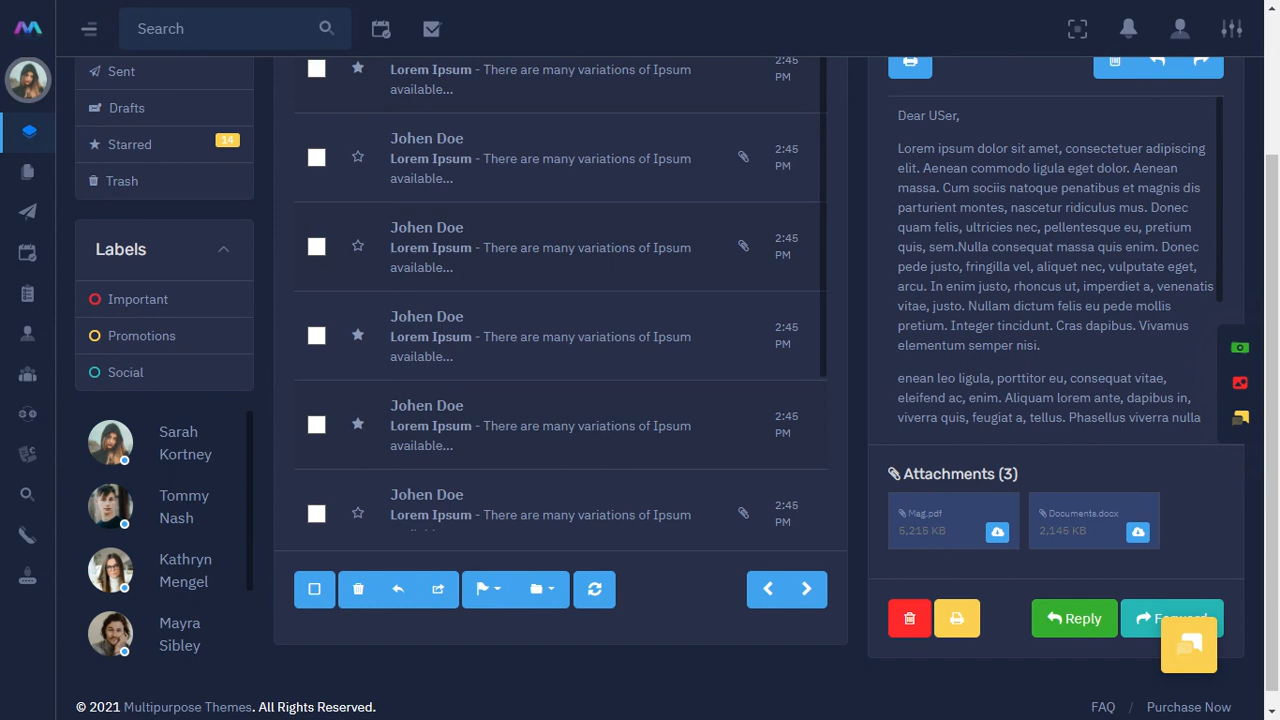 Search
Sent
Drafts
Starred
14
Trash
Labels
Important
Promotions
Social
Sarah
Kortney
Tommy
Nash
Kathryn
Mengel
Mayra
Sibley
Lorem Ipsum - There are many variations of Ipsum
available...
2:45
PM
Johen Doe
Lorem Ipsum - There are many variations of Ipsum
available...
2:45
PM
Johen Doe
Lorem Ipsum - There are many variations of Ipsum
available...
2:45
PM
Johen Doe
Lorem Ipsum - There are many variations of Ipsum
available...
2:45
PM
Johen Doe
Lorem Ipsum - There are many variations of Ipsum
available...
2:45
PM
Johen Doe
Lorem Ipsum - There are many variations of Ipsum
2:45
PM
Dear USer,
Lorem ipsum dolor sit amet, consectetuer adipiscing
elit. Aenean commodo ligula eget dolor. Aenean
massa. Cum sociis natoque penatibus et magnis dis
parturient montes, nascetur ridiculus mus. Donec
quam felis, ultricies nec, pellentesque eu, pretium
quis, sem.Nulla consequat massa quis enim. Donec
pede justo, fringilla vel, aliquet nec, vulputate eget,
arcu. In enim justo, rhoncus ut, imperdiet a, venenatis
vitae, justo. Nullam dictum felis eu pede mollis
pretium. Integer tincidunt. Cras dapibus. Vivamus
elementum semper nisi.
enean leo ligula, porttitor eu, consequat vitae,
eleifend ac, enim. Aliquam lorem ante, dapibus in,
viverra quis, feugiat a, tellus. Phasellus viverra nulla
Attachments (3)
Mag.pdf
5,215 KB
Documents.docx
2,145 KB
Reply
© 2021 Multipurpose Themes. All Rights Reserved.
FAQ / Purchase Now